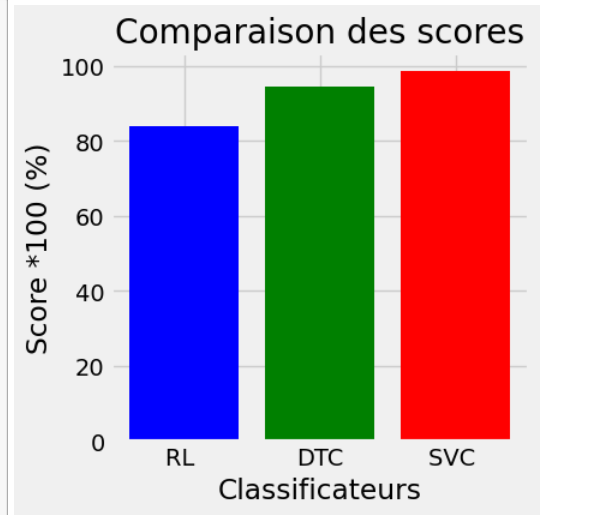 Comparaison des scores
100
80
60
40
20
0
Score *100 (%)
RL DTC SVC
Classificateurs